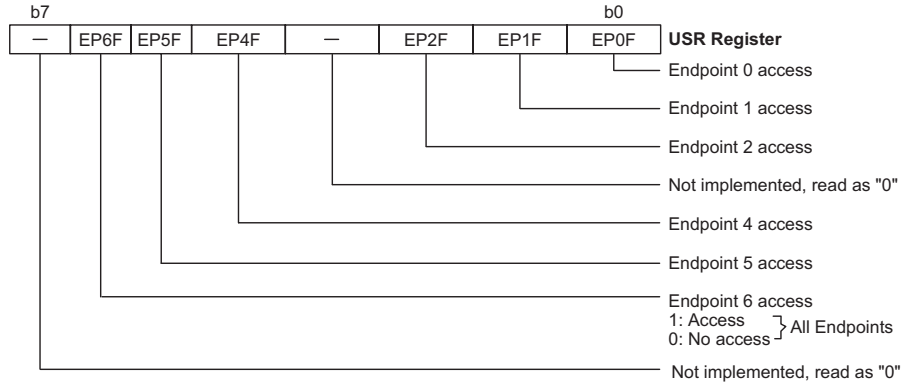 b7 b0
— EP6F EP5F EP4F — EP2F EP1F EP0F USR Register
Endpoint 0 access
Endpoint 1 access
Endpoint 2 access
Not implemented, read as "0"
Endpoint 4 access
Endpoint 5 access
Endpoint 6 access
1: Access
0: No access
All Endpoints
Not implemented, read as "0"